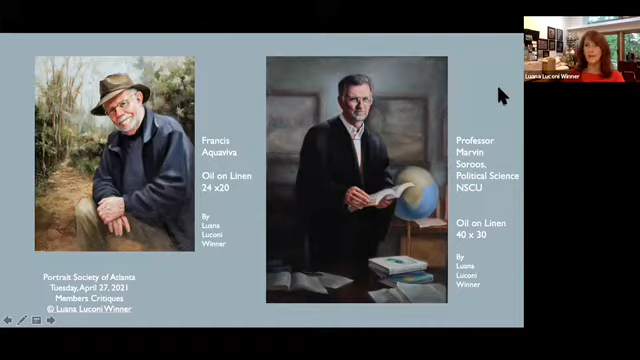 Francis
Aquaviva
Oil on Linen
24 x20
By
Luana
Luconi
Winner
Professor
Marvin
Soroos,
Political Science
NSCU
Oil on Linen
40 x 30
By
Luana
Luconi
Winner
Portrait Society of Atlanta
Tuesday, April 27, 2021
Members Critiques
© Luana Luconi Winner
Luana Luconi Winner